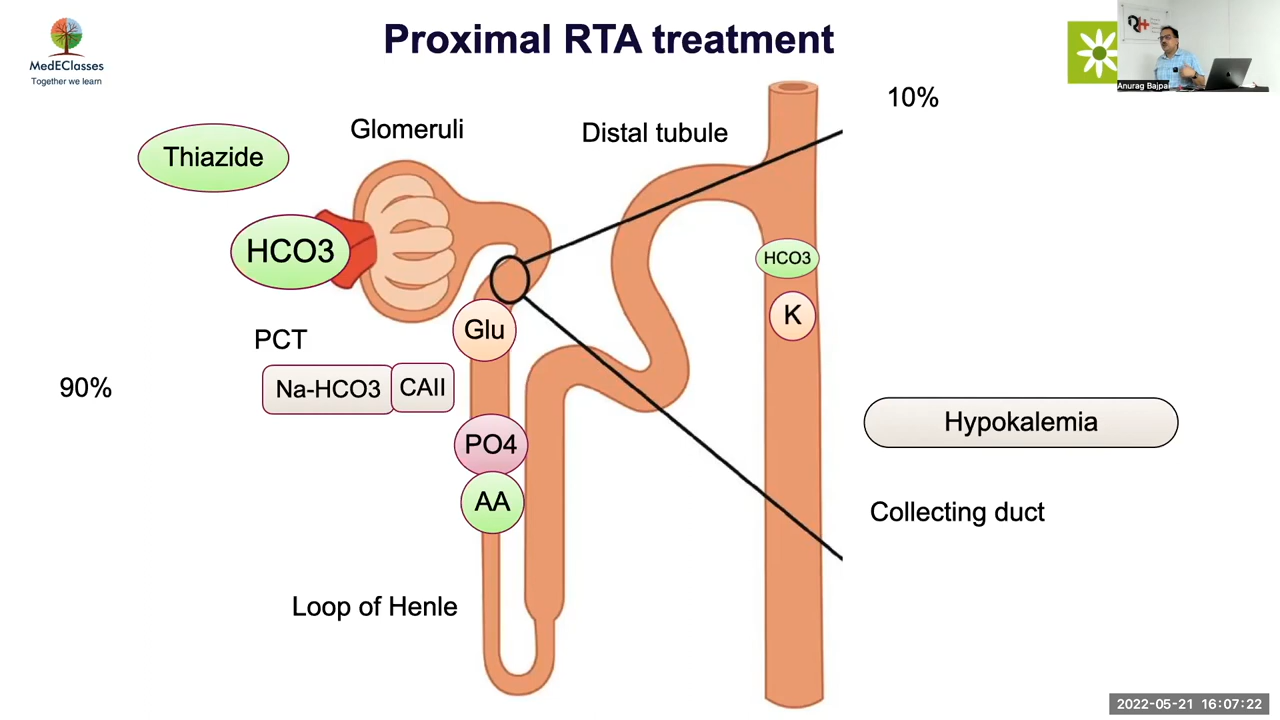 MedEClasses
Together we learn
Proximal RTA treatment
Anurag Bajpai
10%
Glomeruli
Distal tubule
Thiazide
HCO3
HCO3
K
Glu
PCT
Na-HCO3
CAII
90%
PO4
Hypokalemia
AA
Collecting duct
Loop of Henle
2022-05-21 16:07:22